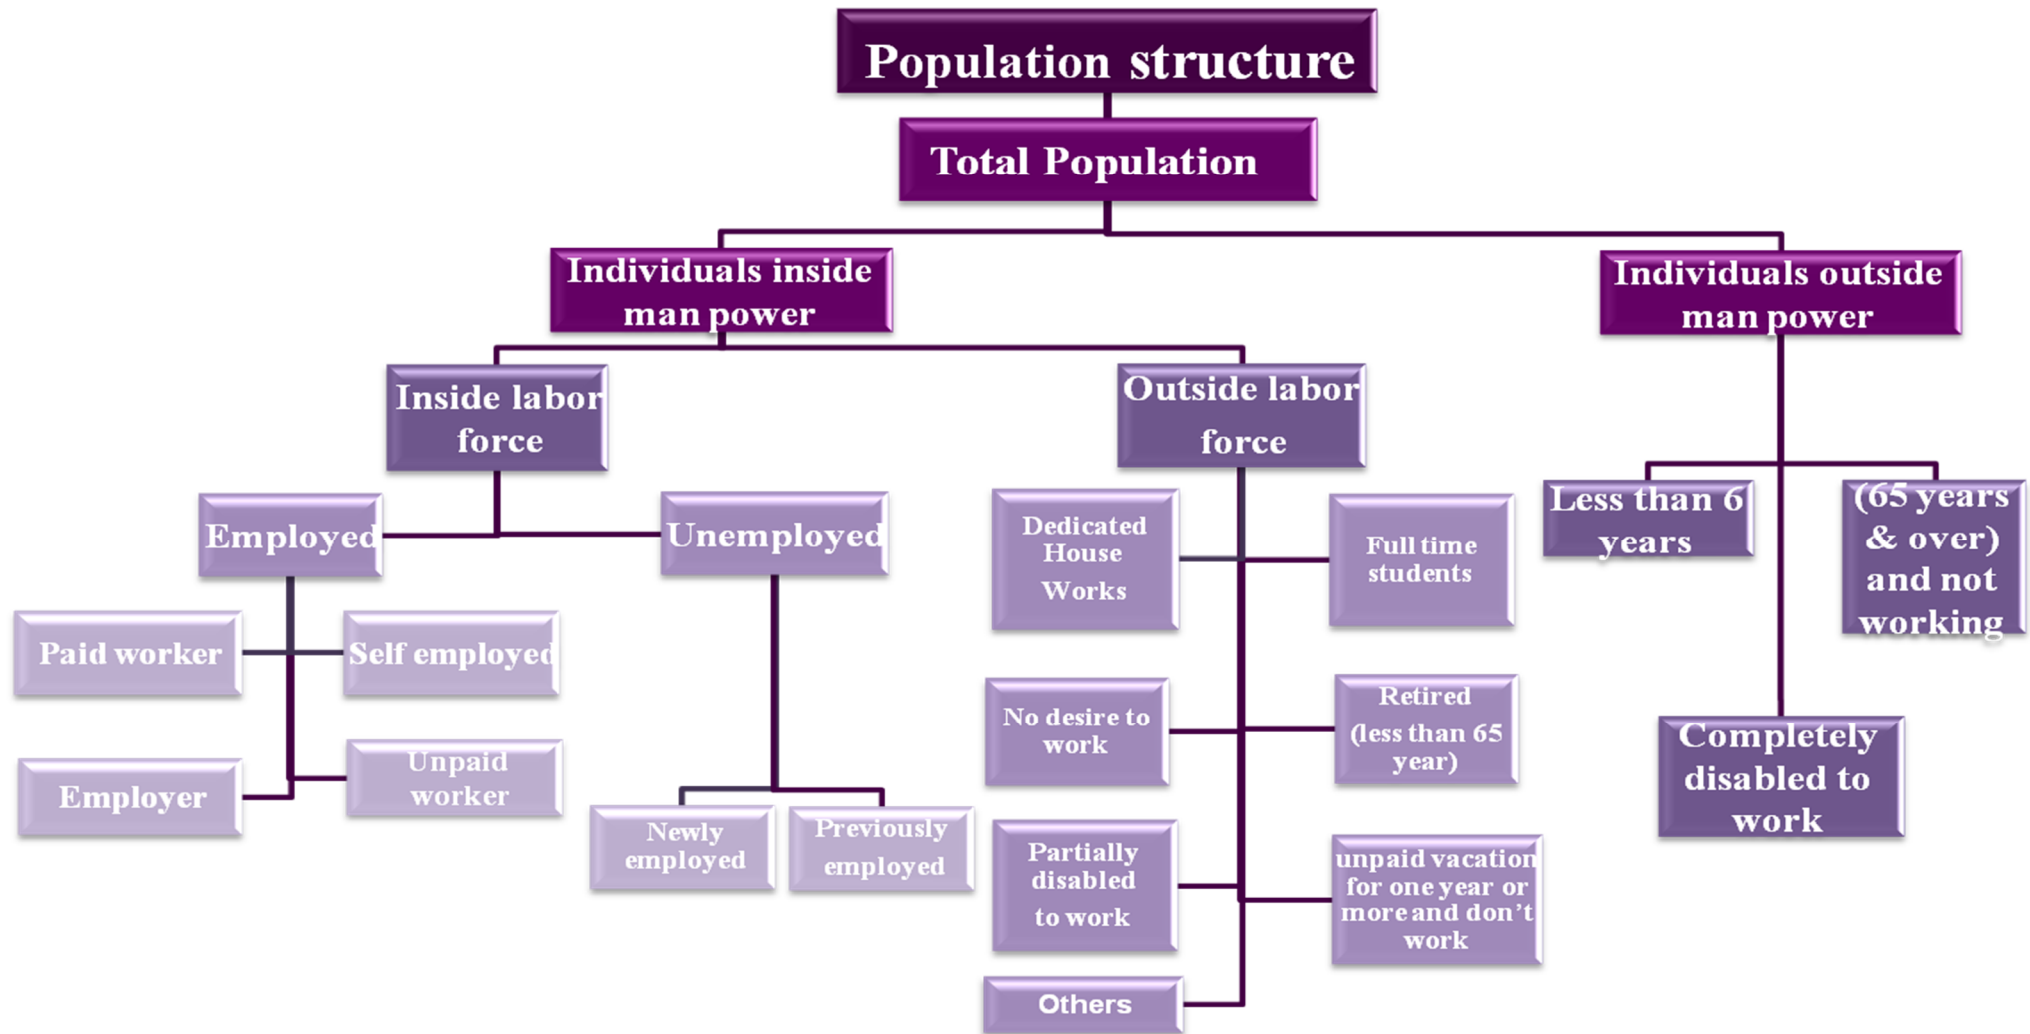 Population structure
Total Population
Individuals inside
man power
Individuals outside
man power
Inside labor
force
Outside labor
force
Less than 6
years
(65 years
& over)
and not
working
Completely
disabled to
work
Employed
Unemployed
Paid worker
Self employed
Employer
Unpaid
worker
Newly
employed
Previously
employed
Dedicated
House
Works
Full time
students
No desire to
work
Retired
(less than 65
year)
Partially
disabled
to work
unpaid vacation
for one year or
more and don’t
work
Others